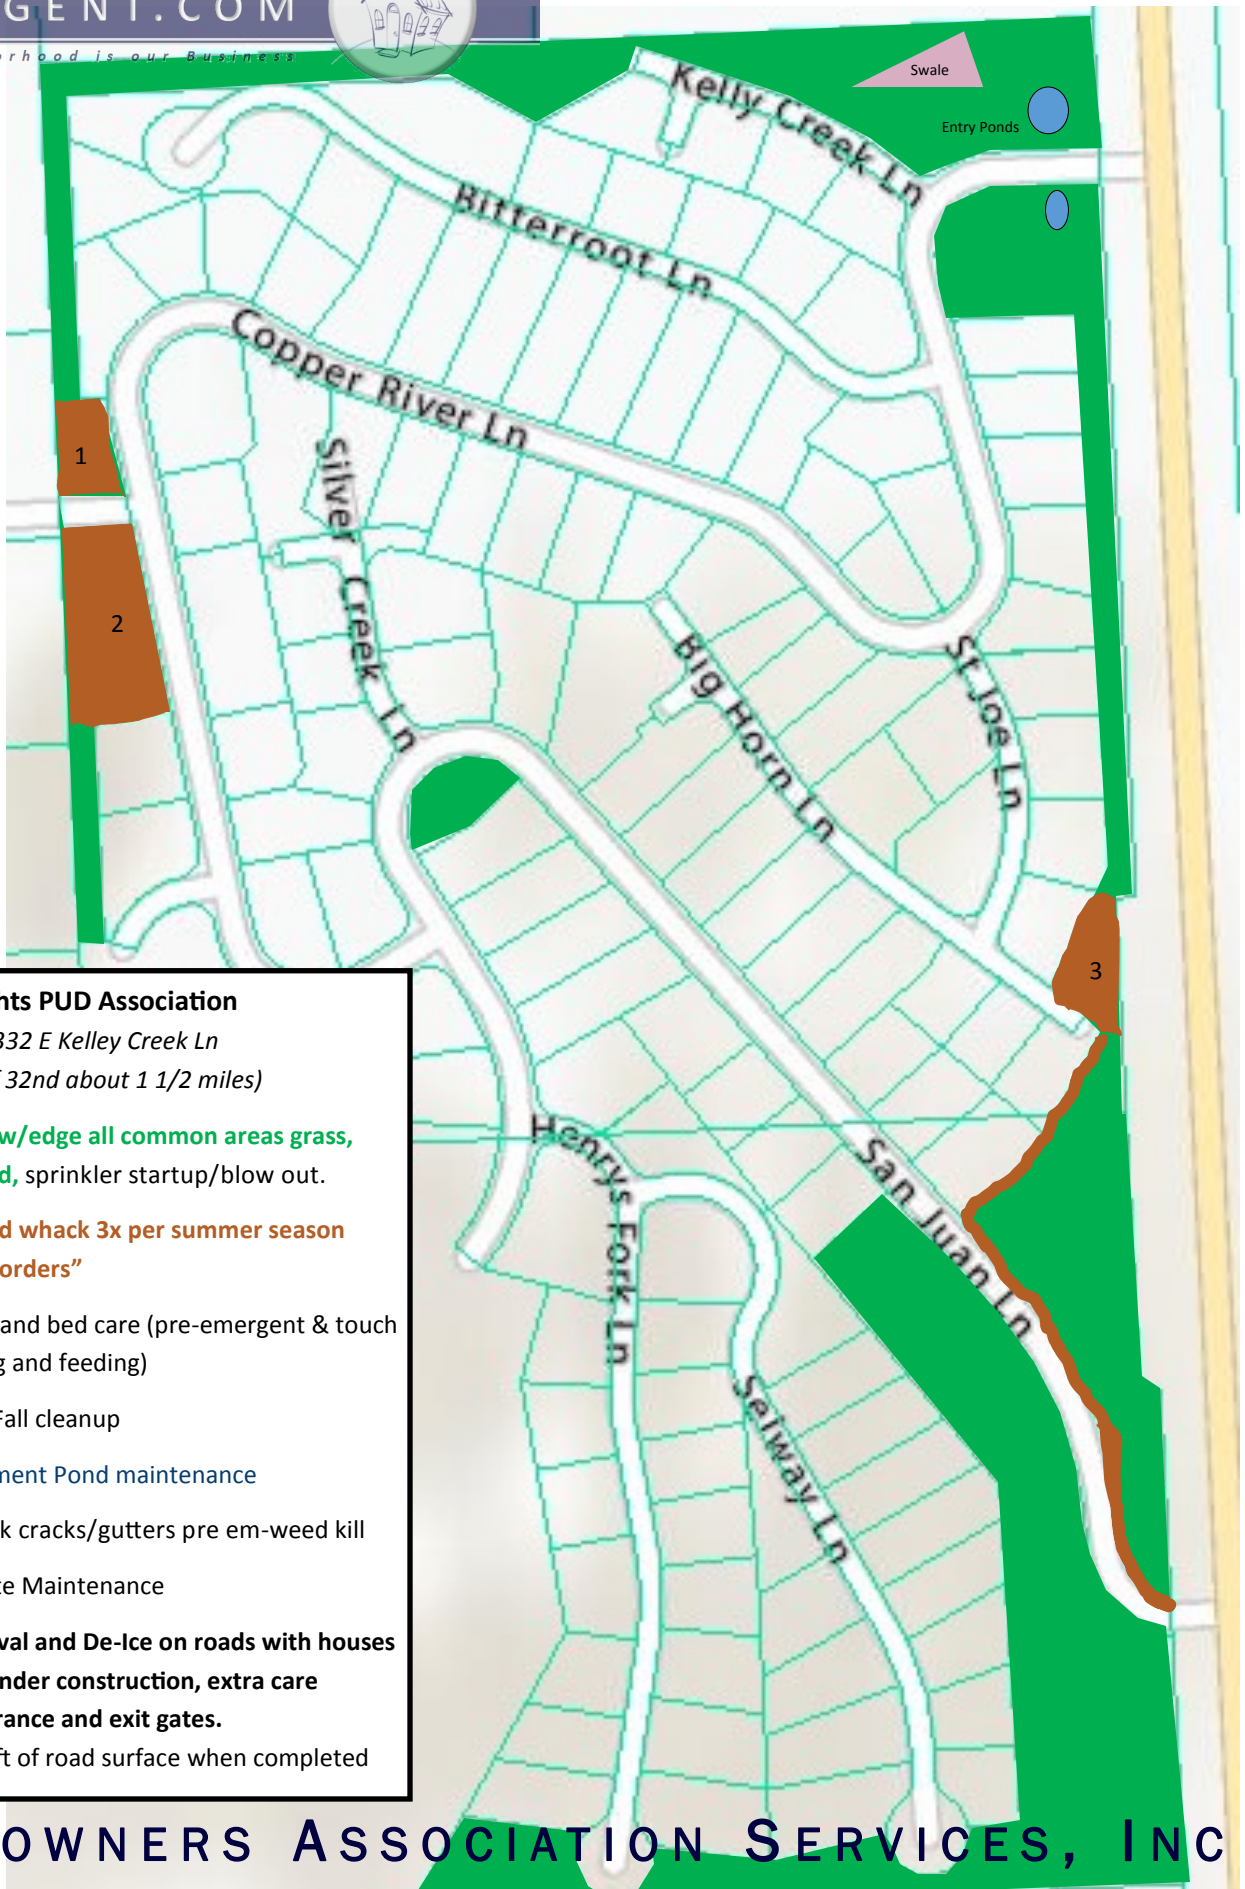 GENT.COM
orhood is our Business
Swale
Entry Ponds
Kelly Creek Ln
Bitterroot Ln
Copper River Ln
Silver Creek Ln
1
2
Big Horn Ln
St Joe Ln
3
hts PUD Association
332 E Kelley Creek Ln
32nd about 1 1/2 miles)
w/edge all common areas grass,
d, sprinkler startup/blow out.
d whack 3x per summer season
orders”
and bed care (pre-emergent & touch
g and feeding)
Fall cleanup
ment Pond maintenance
k cracks/gutters pre em-weed kill
te Maintenance
val and De-Ice on roads with houses
nder construction, extra care
rance and exit gates.
ft of road surface when completed
Henrys Fork Ln
San Juan Ln
Selway Ln
OWNERS ASSOCIATION SERVICES, INC